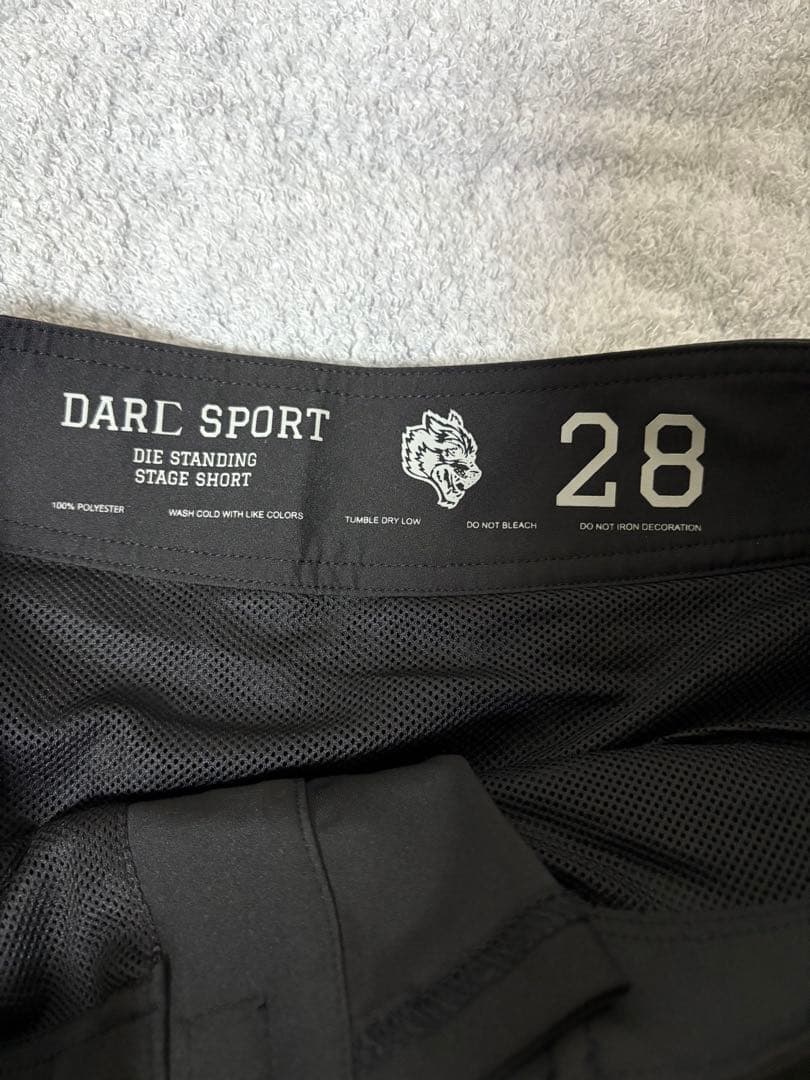 DARC SPORT
DIE STANDING
STAGE SHORT
28
100% POLYESTER
WASH COLD WITH LIKE COLORS
TUMBLE DRY LOW
DO NOT BLEACH
DO NOT IRON DECORATION